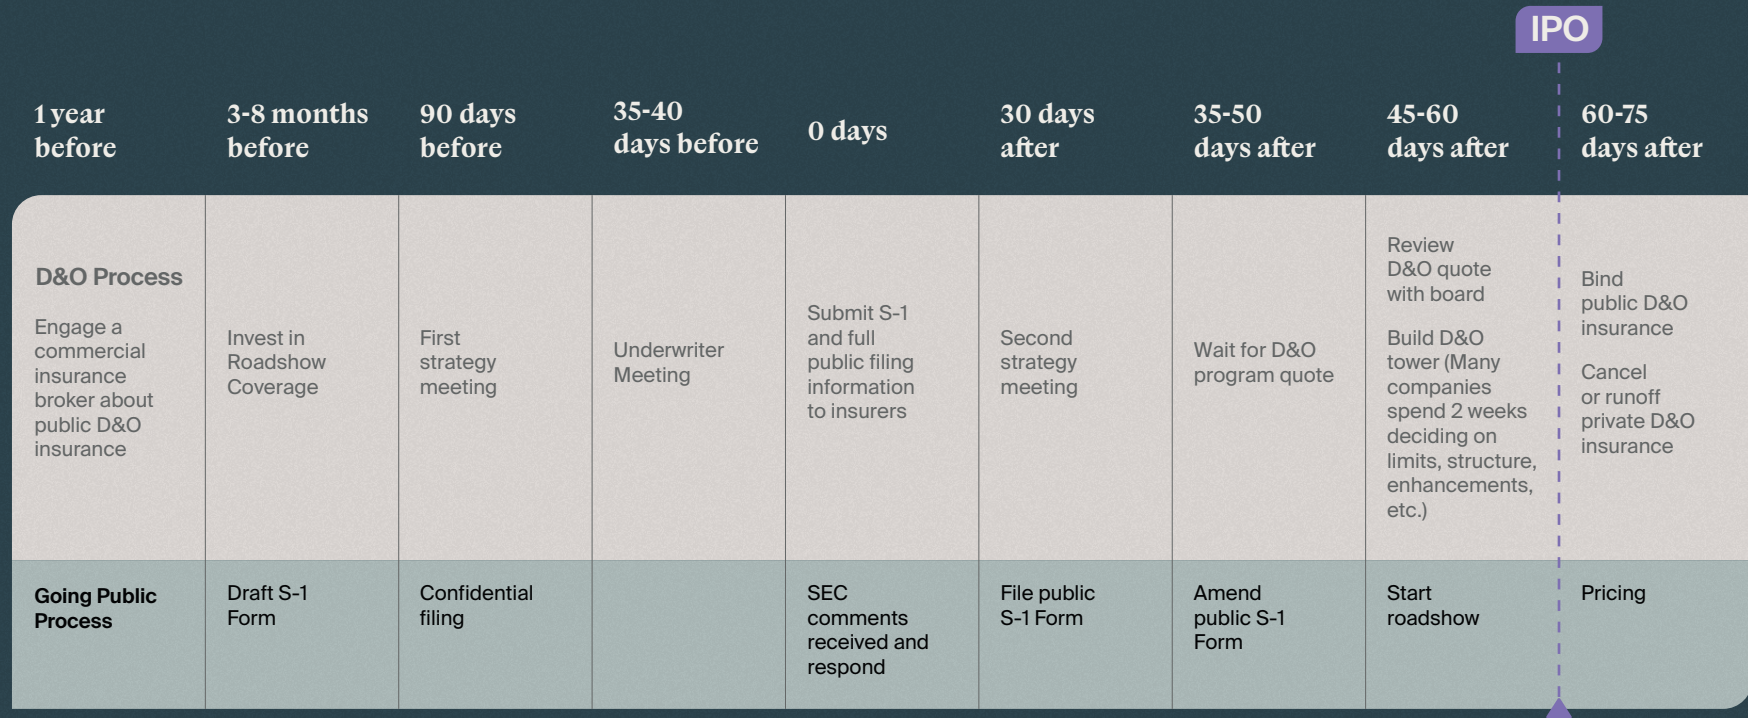 IPO
1 year
before
3-8 months
before
90 days
before
35-40
days before
0 days
30 days
after
35-50
days after
45-60
days after
60-75
days after
D&O Process
Engage a
commercial
insurance
broker about
public D&O
insurance
Invest in
Roadshow
Coverage
First
strategy
meeting
Underwriter
Meeting
Submit S-1
and full
public filing
information
to insurers
Second
strategy
meeting
Wait for D&O
program quote
Review
D&O quote
with board
Build D&O
tower (Many
companies
spend 2 weeks
deciding on
limits, structure,
enhancements,
etc.)
Bind
public D&O
insurance
Cancel
or runoff
private D&O
insurance
Going Public
Process
Draft S-1
Form
Confidential
filing
SEC
comments
received and
respond
File public
S-1 Form
Amend
public S-1
Form
Start
roadshow
Pricing